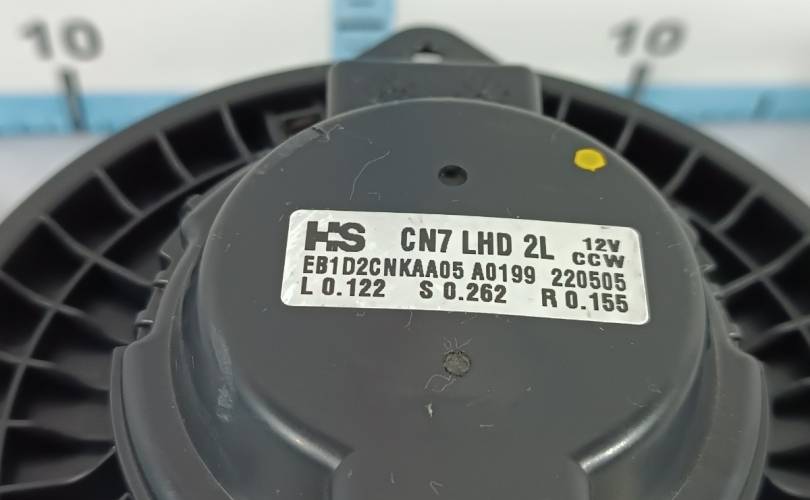 10 10
HS CN7 LHD 2L 12V
CCW
EB1D2CNKAA05 A0199 220505
L 0.122 S 0.262 R 0.155